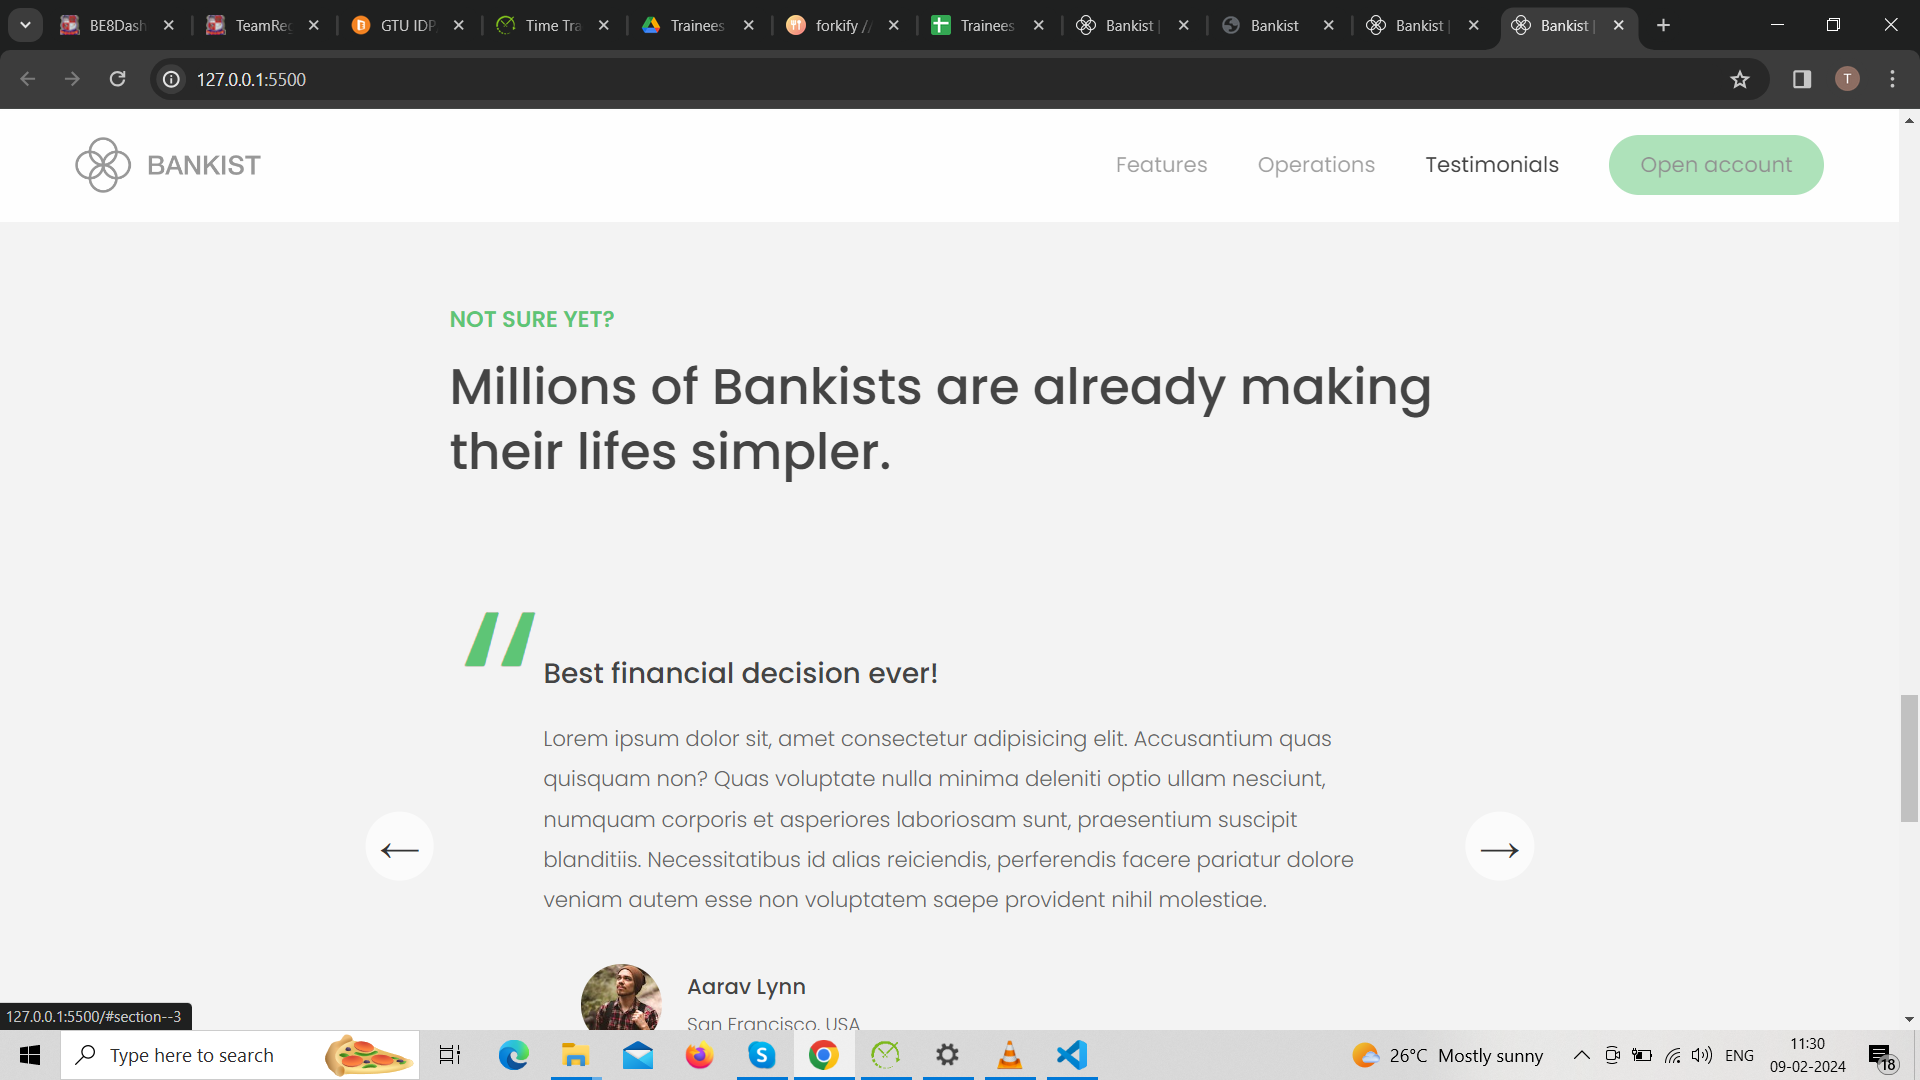 BE8Dash
TeamReg
GTU IDP
Time Tra
Trainees
forkify //
Trainees
Bankist |
Bankist
Bankist |
Bankist |
127.0.0.1:5500
BANKIST
Features
Operations
Testimonials
Open account
NOT SURE YET?
Millions of Bankists are already making
their lifes simpler.
Best financial decision ever!
Lorem ipsum dolor sit, amet consectetur adipisicing elit. Accusantium quas
quisquam non? Quas voluptate nulla minima deleniti optio ullam nesciunt,
numquam corporis et asperiores laboriosam sunt, praesentium suscipit
blanditiis. Necessitatibus id alias reiciendis, perferendis facere pariatur dolore
veniam autem esse non voluptatem saepe provident nihil molestiae.
←
→
Aarav Lynn
San Francisco, USA
127.0.0.1:5500/#section--3
Type here to search
26°C Mostly sunny
ENG
11:30
09-02-2024
18
T